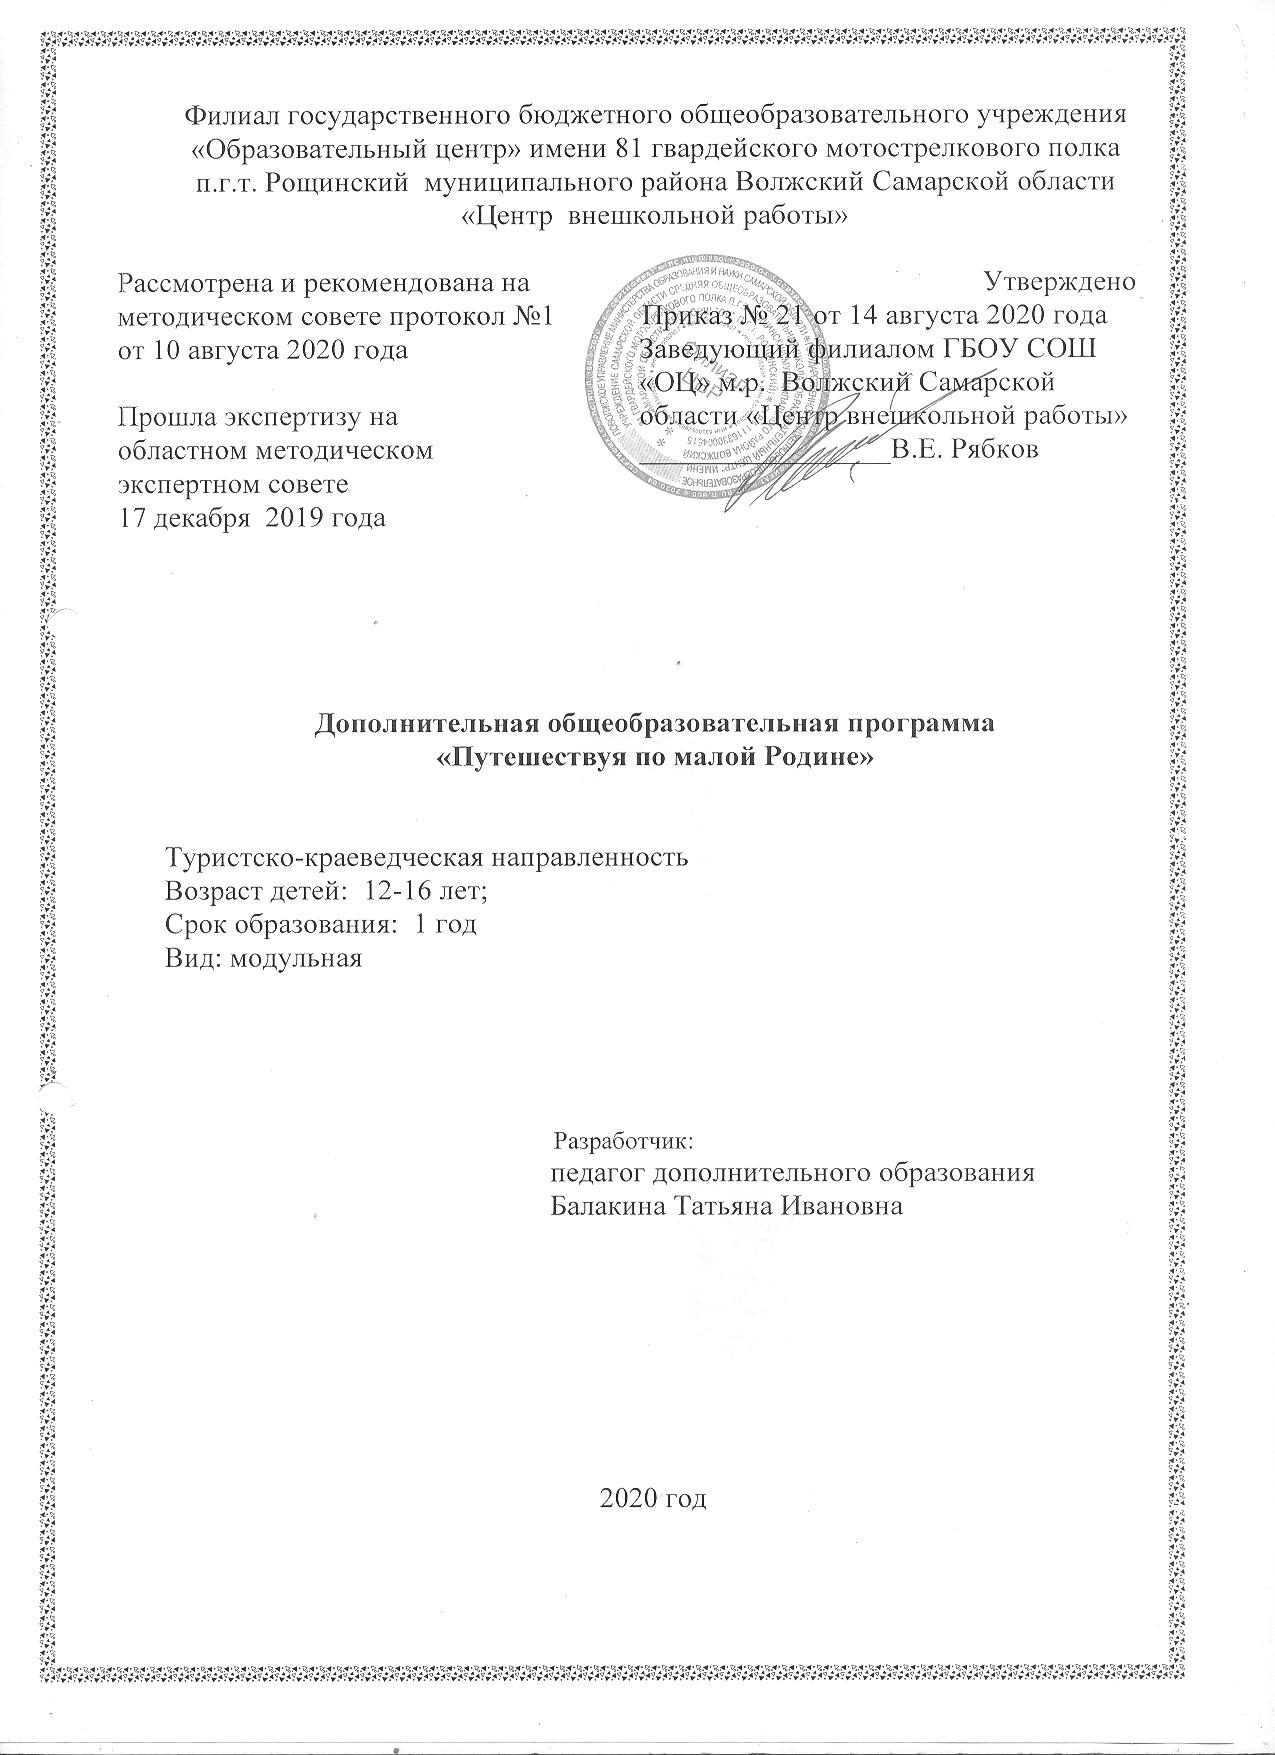 Филиал государственного бюджетного общеобразовательного учреждения
«Образовательный центр» имени 81 гвардейского мотострелкового полка
п.г.т. Рощинский муниципального района Волжский Самарской области
«Центр внешкольной работы»
Рассмотрена и рекомендована на
методическом совете протокол №1
от 10 августа 2020 года
Прошла экспертизу на
областном методическом
экспертном совете
17 декабря 2019 года
Утверждено
Приказ № 21 от 14 августа 2020 года
Заведующий филиалом ГБОУ СОШ
«ОЦ» м.р. Волжский Самарской
области «Центр внешкольной работы»
В.Е. Рябков
Филиал
ЦВР
Дополнительная общеобразовательная программа
«Путешествуя по малой Родине»
Туристско-краеведческая направленность
Возраст детей: 12-16 лет;
Срок образования: 1 год
Вид: модульная
Разработчик:
педагог дополнительного образования
Балакина Татьяна Ивановна
2020 год